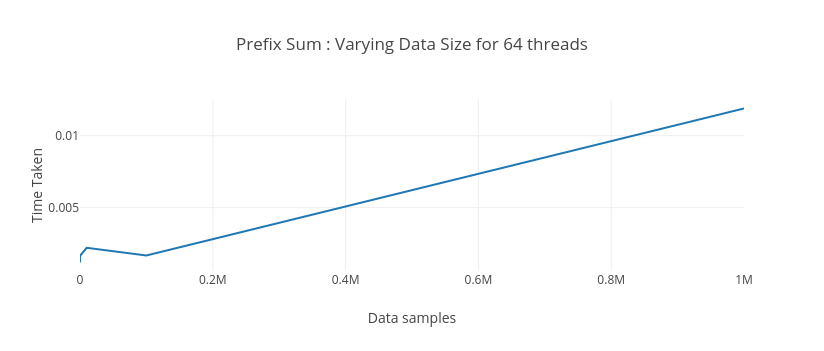 Prefix Sum : Varying Data Size for 64 threads
Time Taken
0.01
0.005
0 0.2M 0.4M 0.6M 0.8M 1M
Data samples